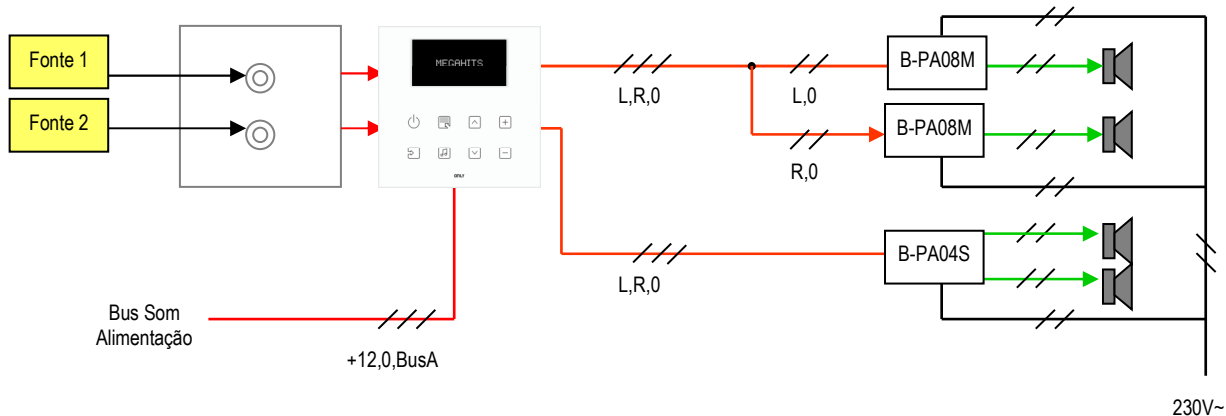 Fonte 1
Fonte 2
MEGAHITS
ONLY
L,R,0
L,0
R,0
L,R,0
B-PA08M
B-PA08M
B-PA04S
Bus Som
Alimentação
+12,0,BusA
230V~